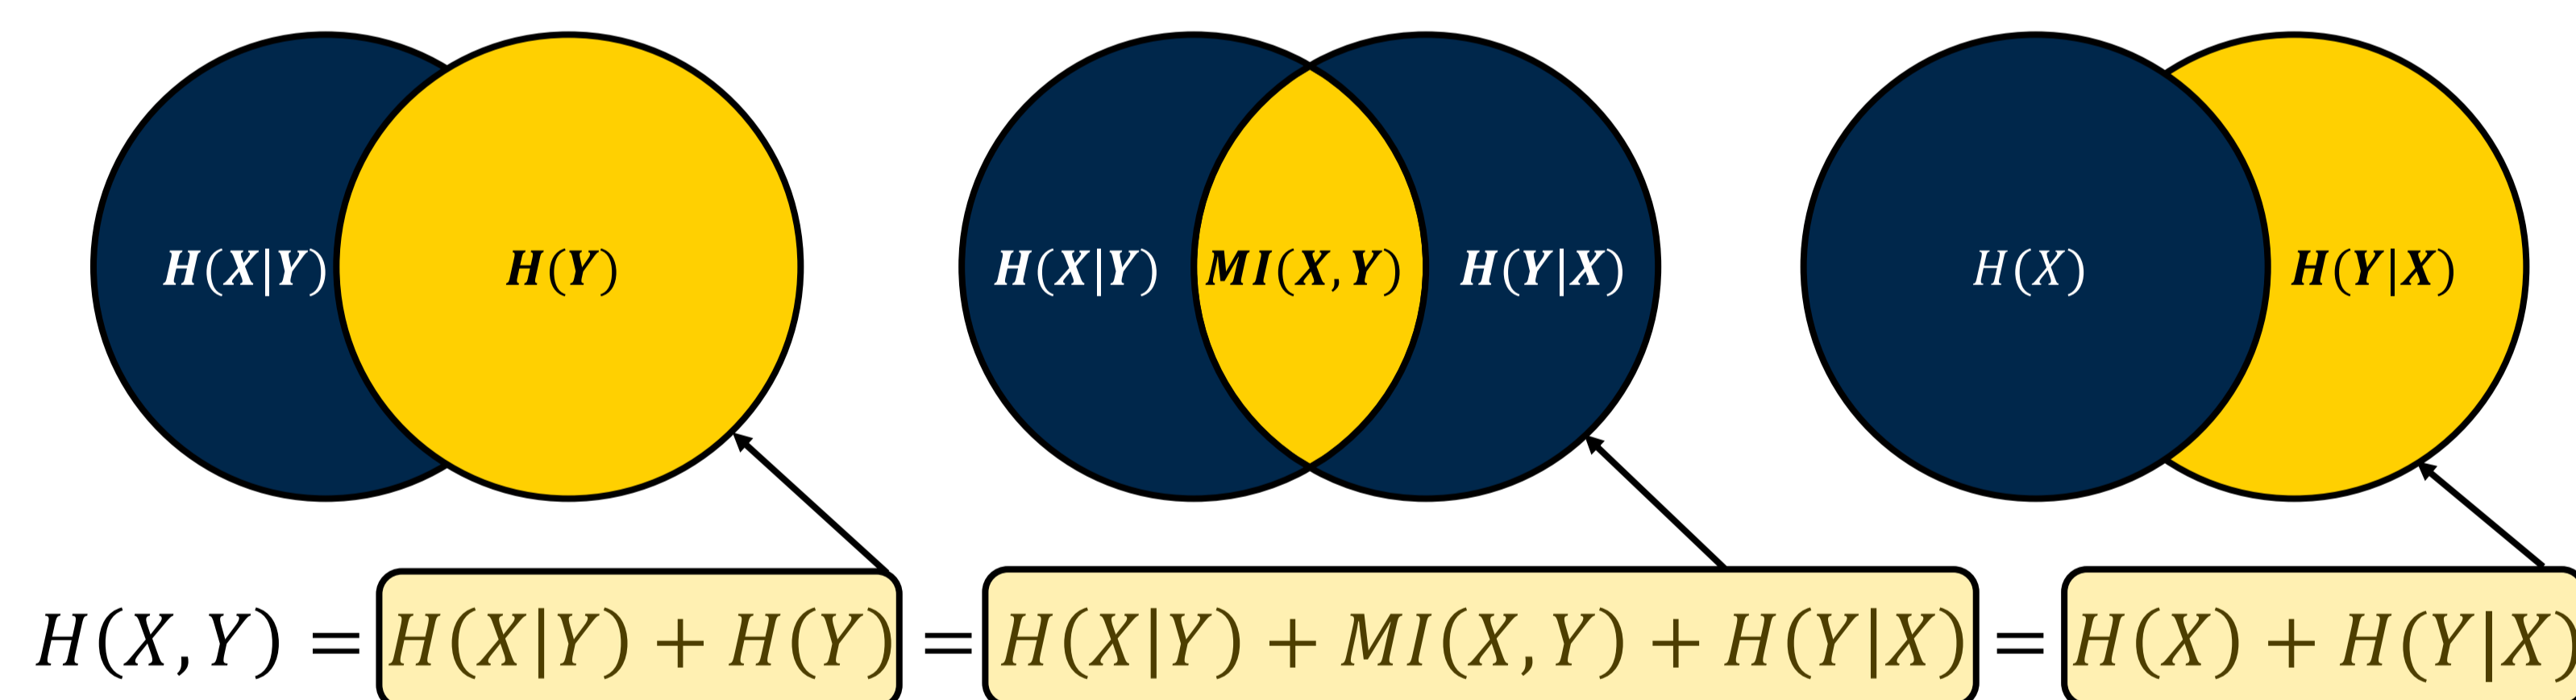 H(X|Y) H(Y) H(X|Y) MI(X,Y) H(Y|X) H(X) H(Y|X)
H(X,Y) = H(X|Y) + H(Y) = H(X|Y) + MI(X,Y) + H(Y|X) = H(X) + H(Y|X)